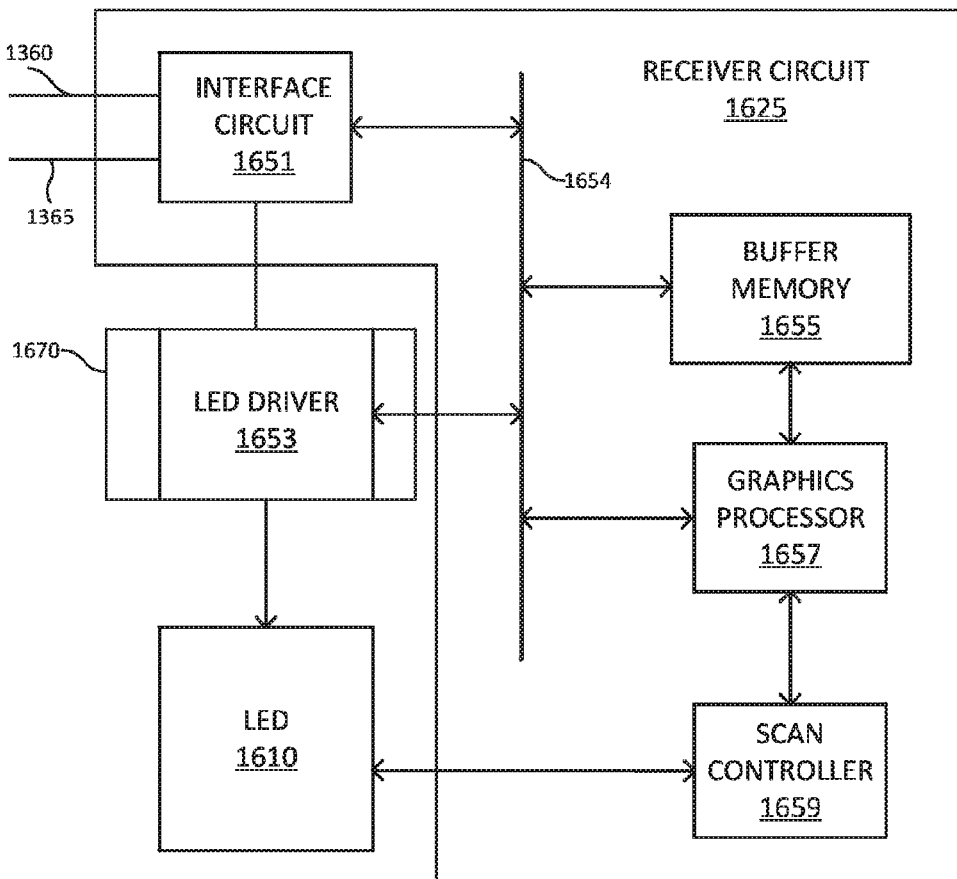 1360
INTERFACE
CIRCUIT
1651
1365
RECEIVER CIRCUIT
1625
1654
BUFFER
MEMORY
1655
1670
LED DRIVER
1653
GRAPHICS
PROCESSOR
1657
LED
1610
SCAN
CONTROLLER
1659